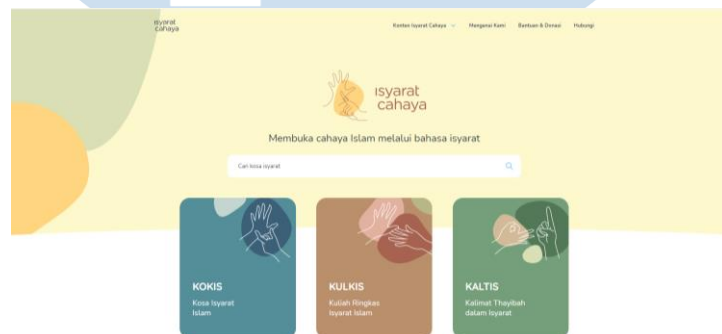 isyarat
cahaya
Konten Isyarat Cahaya
Mengenai Kami
Bantuan & Donasi
Hubungi
isyarat
cahaya
Membuka cahaya Islam melalui bahasa isyarat
Cari kosa isyarat
KOKIS
Kosa Isyarat
Islam
KULKIS
Kuliah Ringkas
Isyarat Islam
KALTIS
Kalimat Thayibah
dalam Isyarat